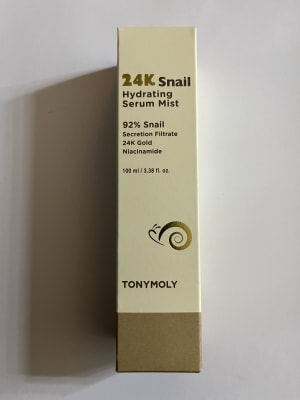 24K Snail
Hydrating
Serum Mist
92% Snail
Secretion Filtrate
24K Gold
Niacinamide
100 ml / 3.38 fl. oz.
TONYMOLY